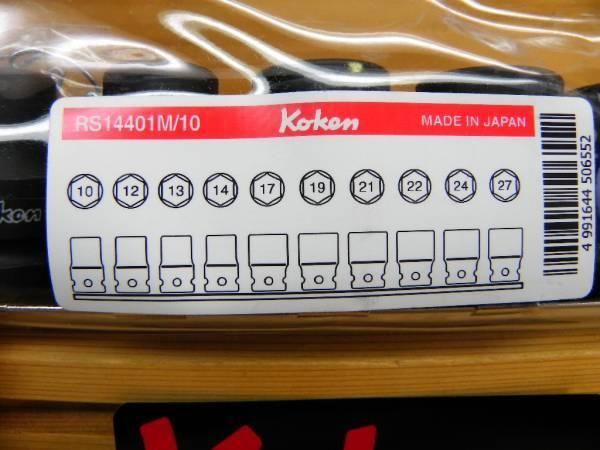 RS14401M/10 Koken MADE IN JAPAN
10 12 13 14 17 19 21 22 24 27
4 991644 506552
ken